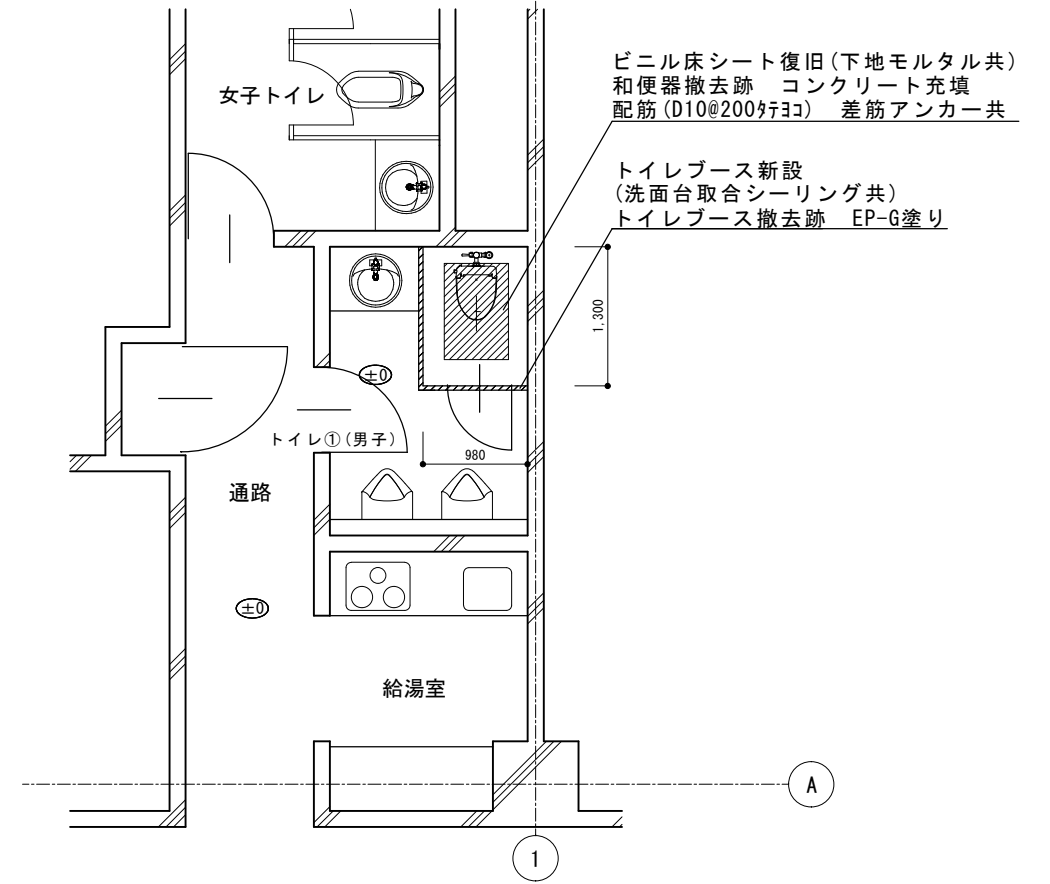 ビニル床シート復旧(下地モルタル共)
和便器撤去跡　コンクリート充填
配筋(D10@200ﾀﾃﾖｺ)　差筋アンカー共
女子トイレ
トイレブース新設
(洗面台取合シーリング共)
トイレブース撤去跡　EP-G塗り
1,300
±0
トイレ①(男子)
980
通路
±0
給湯室
A
1